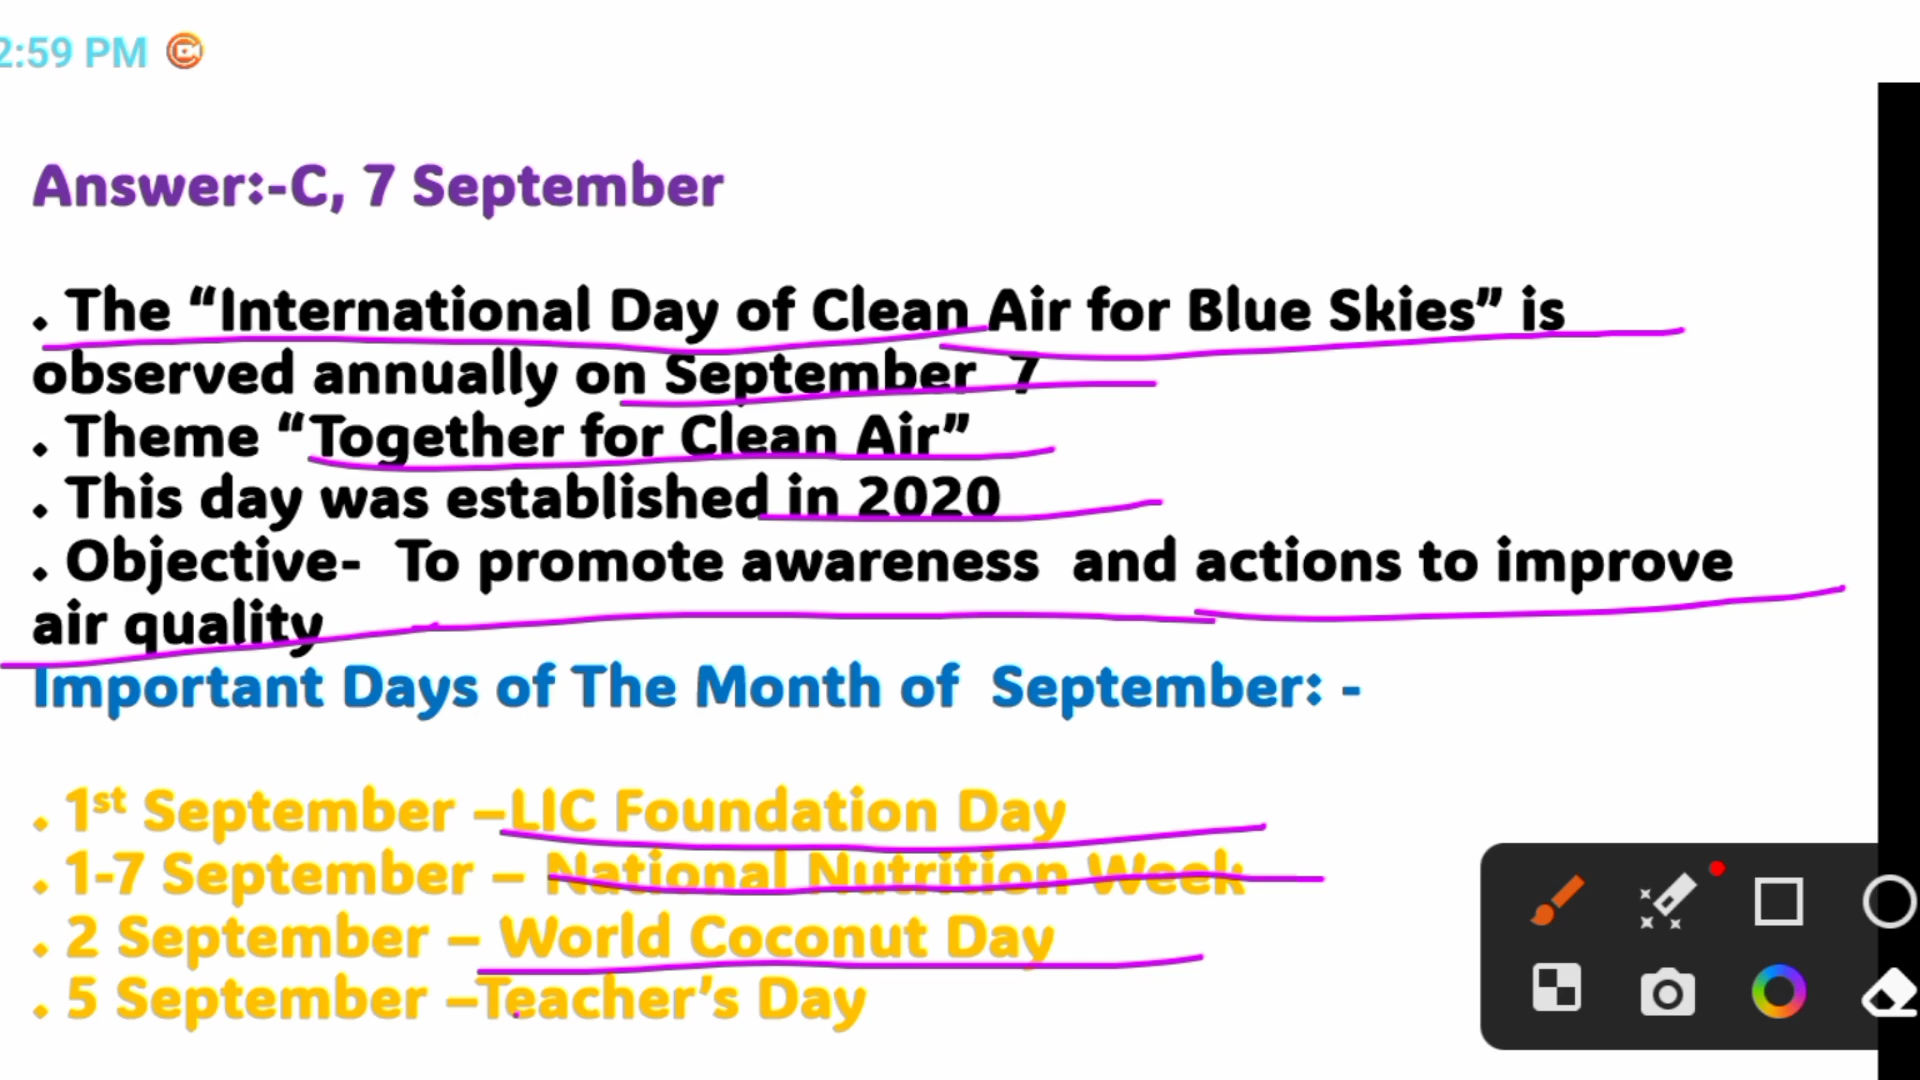 2:59 PM
Answer:-C, 7 September
. The “International Day of Clean Air for Blue Skies” is
observed annually on September 7
. Theme “Together for Clean Air”
. This day was established in 2020
. Objective- To promote awareness and actions to improve
air quality
Important Days of The Month of September: -
. 1st September –LIC Foundation Day
. 1-7 September – National Nutrition Week
. 2 September – World Coconut Day
. 5 September –Teacher’s Day